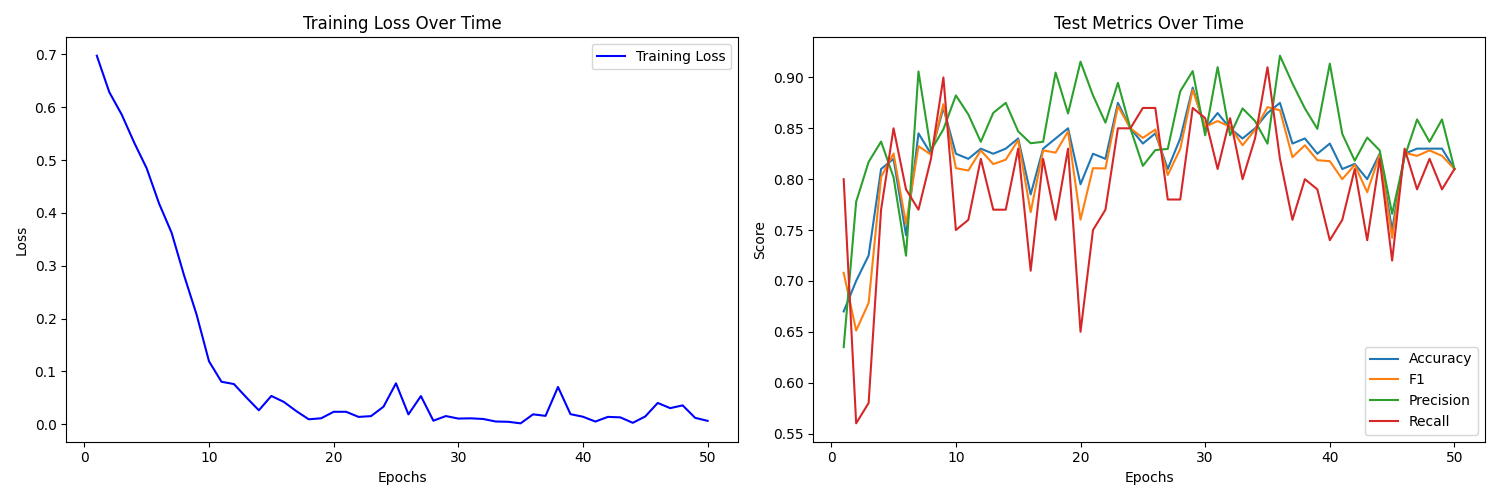 Training Loss Over Time
Training Loss
0.7
0.6
0.5
0.4
0.3
0.2
0.1
0.0
Loss
0 10 20 30 40 50
Epochs
Test Metrics Over Time
0.90
0.85
0.80
0.75
0.70
0.65
0.60
0.55
Score
Accuracy
F1
Precision
Recall
0 10 20 30 40 50
Epochs